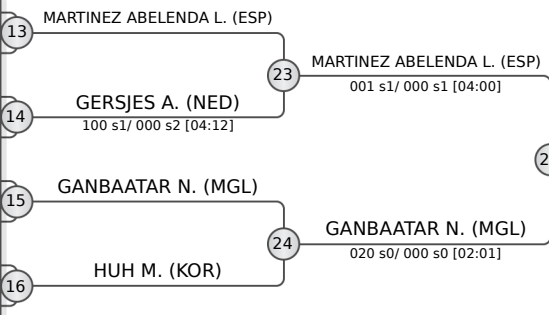 MARTINEZ ABELENDA L. (ESP)
13
MARTINEZ ABELENDA L. (ESP)
23
001 s1/ 000 s1 [04:00]
GERSJES A. (NED)
14
100 s1/ 000 s2 [04:12]
2
GANBAATAR N. (MGL)
15
GANBAATAR N. (MGL)
24
020 s0/ 000 s0 [02:01]
HUH M. (KOR)
16